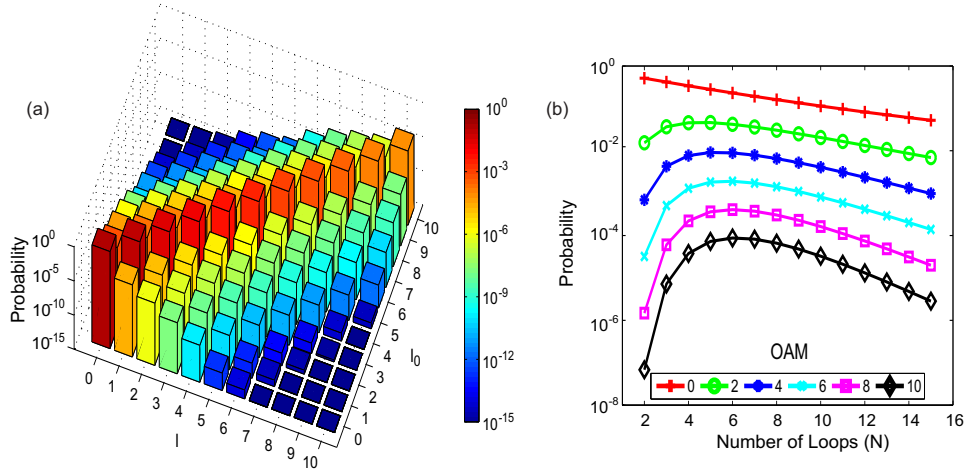 (a)
Probability
10^0
10^-5
10^-10
10^-15
0 1 2 3 4 5 6 7 8 9 10
l
0 1 2 3 4 5 6 7 8 9 10
l_0
10^0
10^-3
10^-6
10^-9
10^-12
10^-15
(b)
Probability
10^0
10^-2
10^-4
10^-6
10^-8
OAM
0 2 4 6 8 10
2 4 6 8 10 12 14 16
Number of Loops (N)